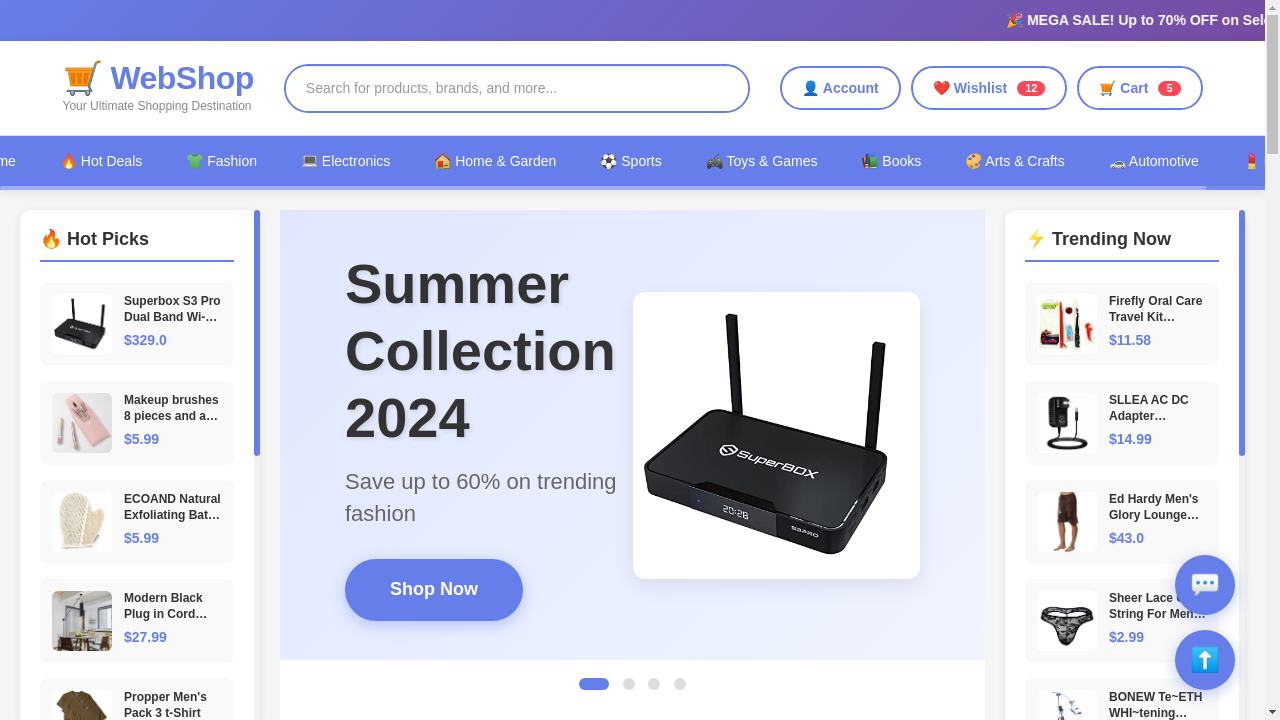 🎉 MEGA SALE! Up to 70% OFF on Sele
🛒 WebShop
Your Ultimate Shopping Destination
Search for products, brands, and more...
👤 Account
❤️ Wishlist 12
🛒 Cart 5
me
🔥 Hot Deals
👕 Fashion
💻 Electronics
🏠 Home & Garden
⚽ Sports
🎮 Toys & Games
📚 Books
🎨 Arts & Crafts
🚗 Automotive
💄
🔥 Hot Picks
Superbox S3 Pro
Dual Band Wi-…
$329.0
Makeup brushes
8 pieces and a…
$5.99
ECOAND Natural
Exfoliating Bat…
$5.99
Modern Black
Plug in Cord…
$27.99
Propper Men's
Pack 3 t-Shirt
Summer
Collection
2024
Save up to 60% on trending
fashion
Shop Now
SuperBOX
20:28
S3PRO
⚡ Trending Now
Firefly Oral Care
Travel Kit…
$11.58
SLLEA AC DC
Adapter…
$14.99
Ed Hardy Men's
Glory Lounge…
$43.0
Sheer Lace
String For Men…
$2.99
BONEW Te~ETH
WHI~tening…